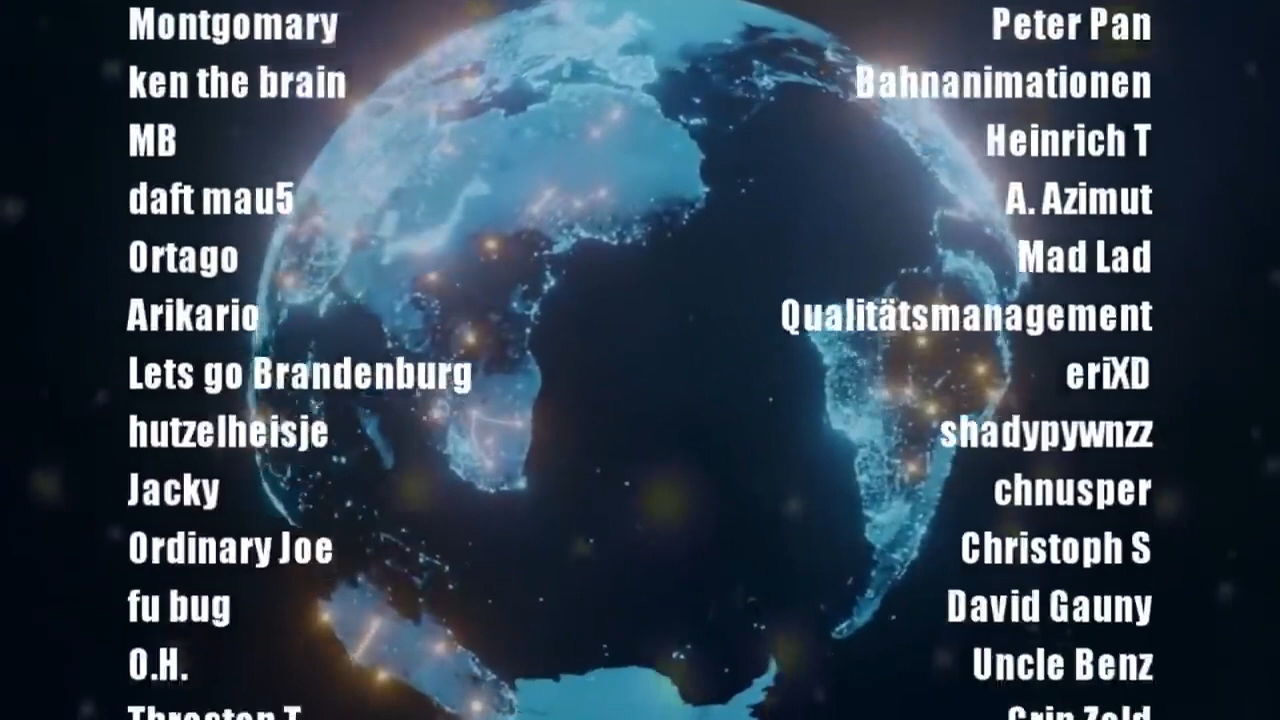 Montgomary
ken the brain
MB
daft mau5
Ortago
Arikario
Lets go Brandenburg
hutzelheisje
Jacky
Ordinary Joe
fu bug
O.H.
Peter Pan
Bahnanimationen
Heinrich T
A. Azimut
Mad Lad
Qualitätsmanagement
eriXD
shadypywnzz
chnusper
Christoph S
David Gauny
Uncle Benz